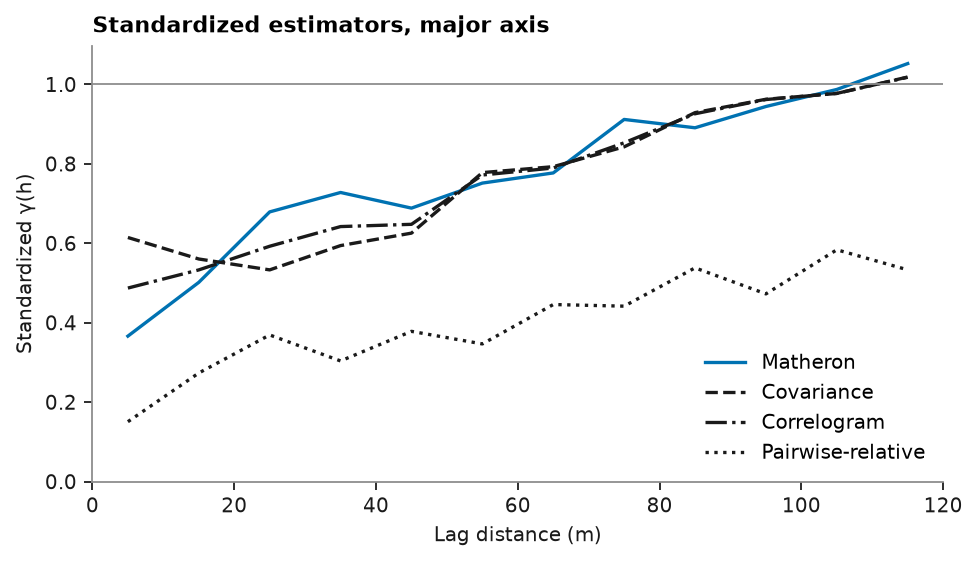 Standardized estimators, major axis
Standardized γ(h)
1.0
0.8
0.6
0.4
0.2
0.0
Matheron
Covariance
Correlogram
Pairwise-relative
0 20 40 60 80 100 120
Lag distance (m)